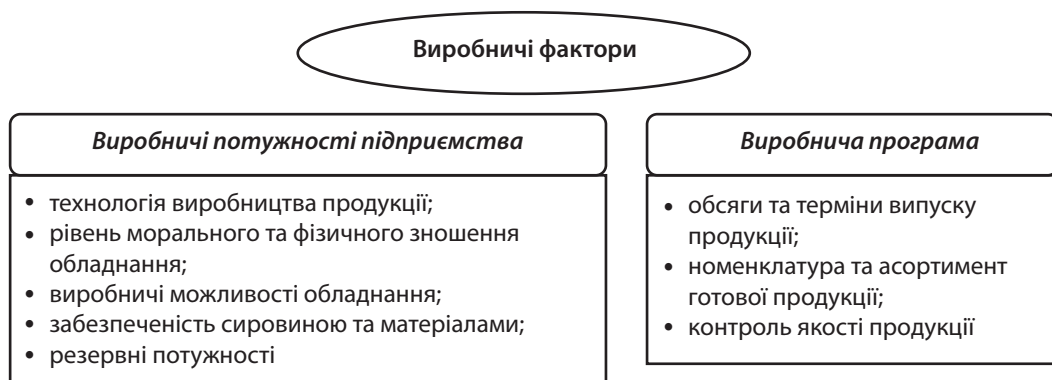 Виробничі фактори
Виробничі потужності підприємства
• технологія виробництва продукції;
• рівень морального та фізичного зношення
обладнання;
• виробничі можливості обладнання;
• забезпеченість сировиною та матеріалами;
• резервні потужності
Виробнича програма
• обсяги та терміни випуску
продукції;
• номенклатура та асортимент
готової продукції;
• контроль якості продукції